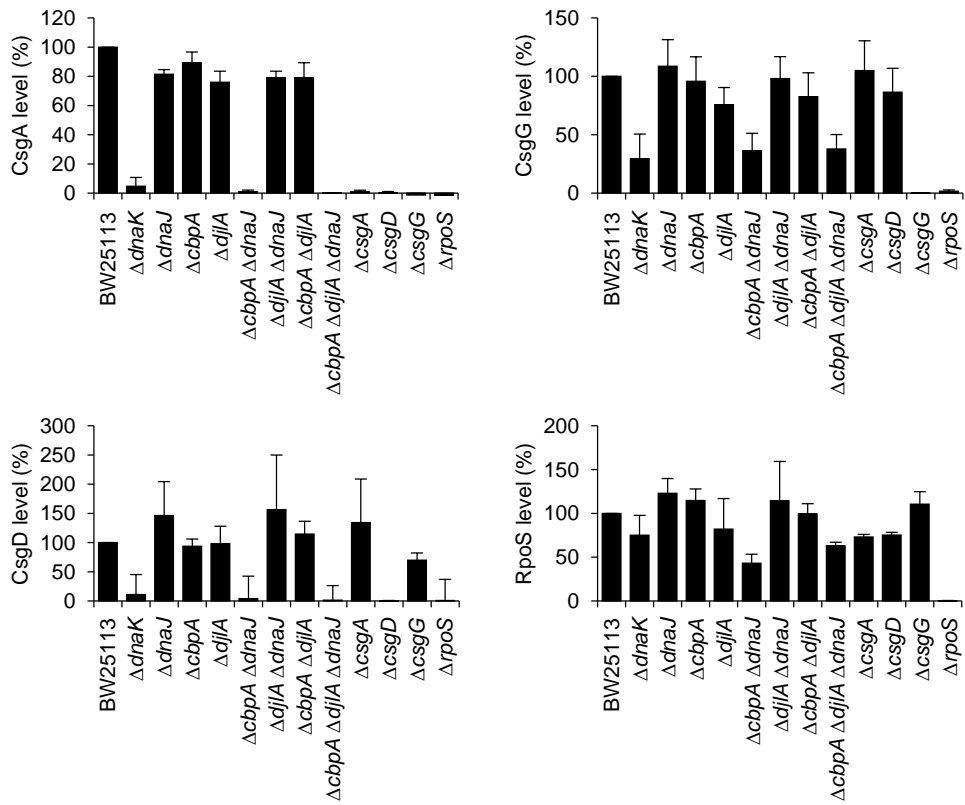 CsgA level (%)
120
100
80
60
40
20
0
BW25113
ΔdnaK
ΔdnaJ
ΔcbpA
ΔdjlA
ΔcbpA ΔdnaJ
ΔdjlA ΔdnaJ
ΔcbpA ΔdjlA
ΔcbpA ΔdjlA ΔdnaJ
ΔcsgA
ΔcsgD
ΔcsgG
ΔrpoS
CsgG level (%)
150
100
50
0
BW25113
ΔdnaK
ΔdnaJ
ΔcbpA
ΔdjlA
ΔcbpA ΔdnaJ
ΔdjlA ΔdnaJ
ΔcbpA ΔdjlA
ΔcbpA ΔdjlA ΔdnaJ
ΔcsgA
ΔcsgD
ΔcsgG
ΔrpoS
CsgD level (%)
300
250
200
150
100
50
0
BW25113
ΔdnaK
ΔdnaJ
ΔcbpA
ΔdjlA
ΔcbpA ΔdnaJ
ΔdjlA ΔdnaJ
ΔcbpA ΔdjlA
ΔcbpA ΔdjlA ΔdnaJ
ΔcsgA
ΔcsgD
ΔcsgG
ΔrpoS
RpoS level (%)
200
150
100
50
0
BW25113
ΔdnaK
ΔdnaJ
ΔcbpA
ΔdjlA
ΔcbpA ΔdnaJ
ΔdjlA ΔdnaJ
ΔcbpA ΔdjlA
ΔcbpA ΔdjlA ΔdnaJ
ΔcsgA
ΔcsgD
ΔcsgG
ΔrpoS